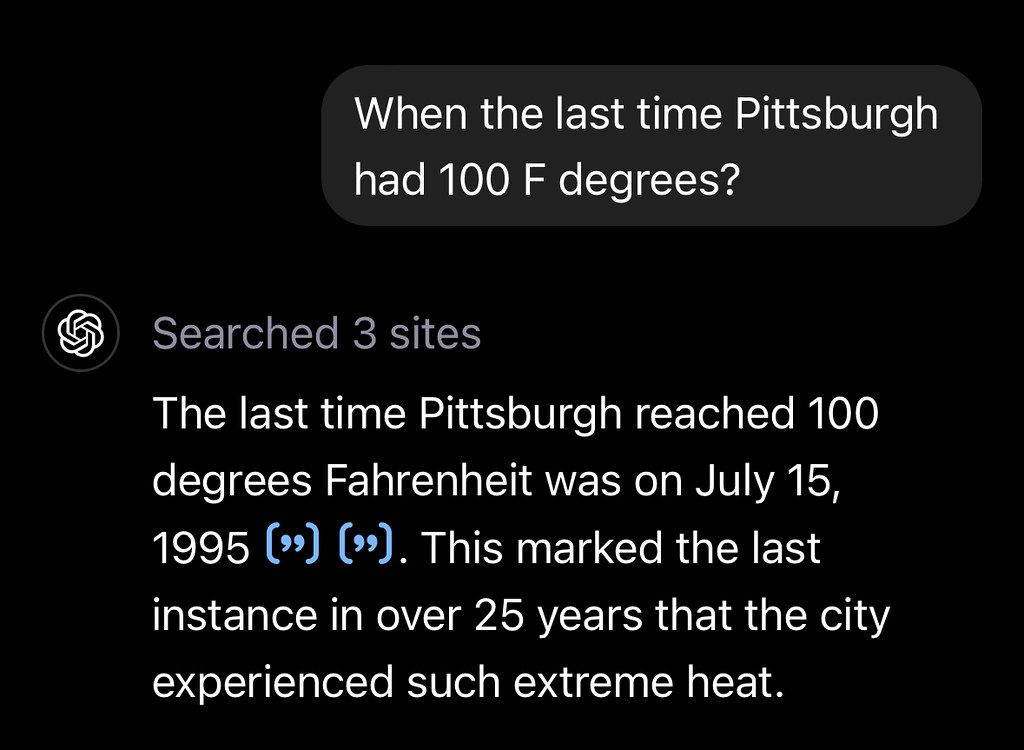 When the last time Pittsburgh
had 100 F degrees?
Searched 3 sites
The last time Pittsburgh reached 100
degrees Fahrenheit was on July 15,
1995 ❲”❳ ❲”❳. This marked the last
instance in over 25 years that the city
experienced such extreme heat.